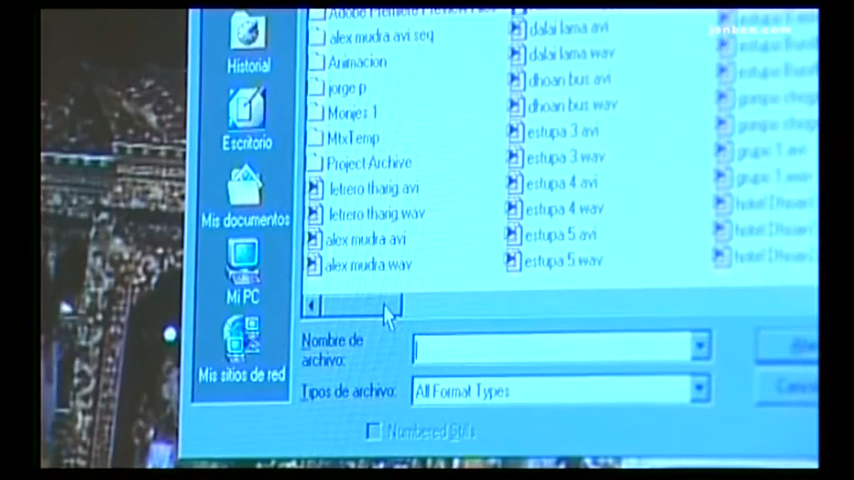 janbox.com
Historial
Escritorio
Mis documentos
Mi PC
Mis sitios de red
Adobe Premiere Preview Files
alex mudra avi seq
Animacion
jorge p
Monjes 1
MtxTemp
Project Archive
letrero tharig avi
letrero tharig wav
alex mudra avi
alex mudra wav
dalai lama avi
dalai lama wav
dhoan bus avi
dhoan bus wav
estupa 3 avi
estupa 3 wav
estupa 4 avi
estupa 4 wav
estupa 5 avi
estupa 5 wav
grupo 1 avi
grupo 1 wav
Nombre de
archivo:
Tipos de archivo:
All Format Types
Numbered Stills